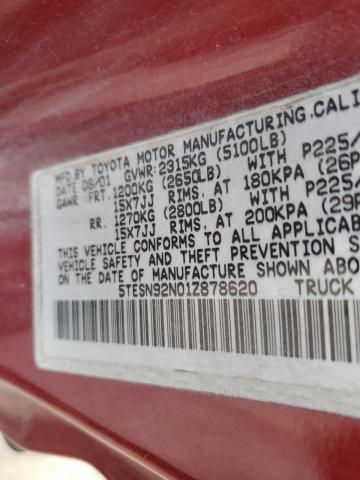 MFD. BY TOYOTA MOTOR MANUFACTURING.CALI
DATE 08/01 GVWR:2315KG (5100LB)
GAWR: FRT.1200KG (2650LB) WITH P225/
15X7JJ RIMS, AT 180KPA (26P
RR. 1270KG (2800LB) WITH P225/
15X7JJ RIMS, AT 200KPA (29P
THIS VEHICLE CONFORMS TO ALL APPLICABL
VEHICLE SAFETY AND THEFT PREVENTION S
ON THE DATE OF MANUFACTURE SHOWN ABO
5TESN92N01Z878620 TRUCK